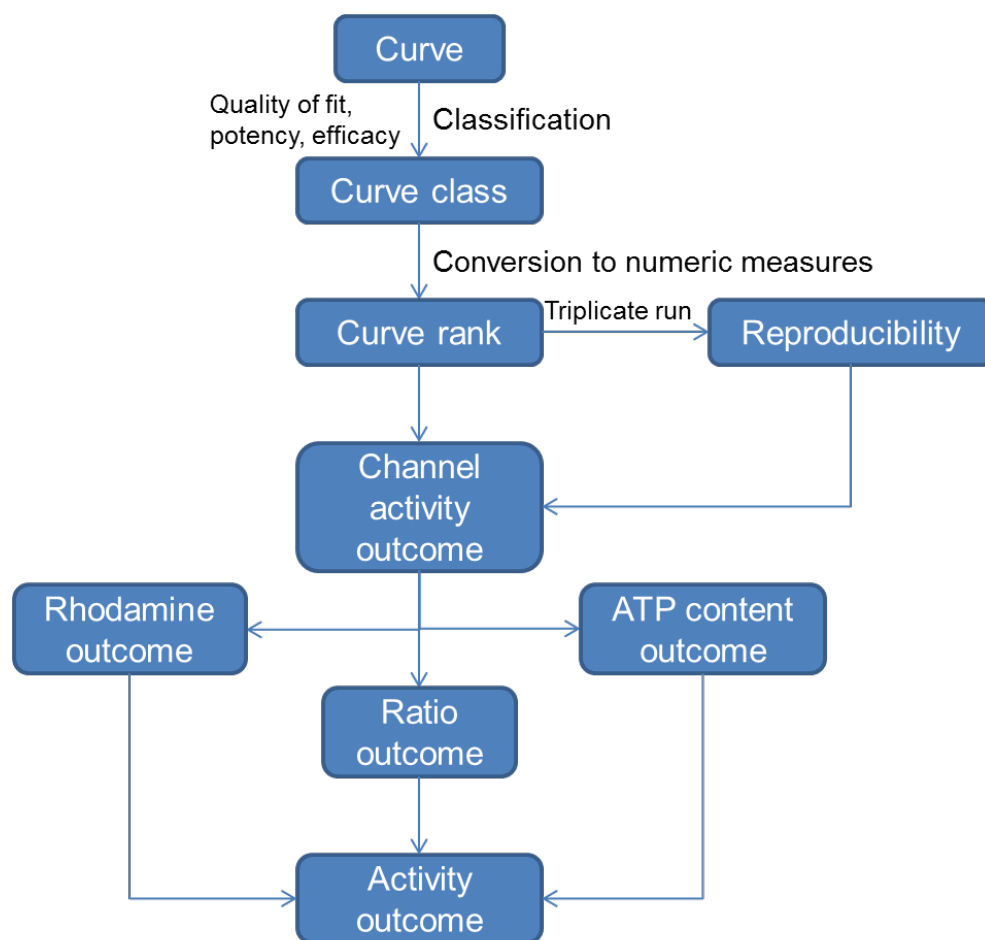 Curve
Quality of fit,
potency, efficacy
Classification
Curve class
Conversion to numeric measures
Curve rank
Triplicate run
Reproducibility
Channel
activity
outcome
Rhodamine
outcome
ATP content
outcome
Ratio
outcome
Activity
outcome